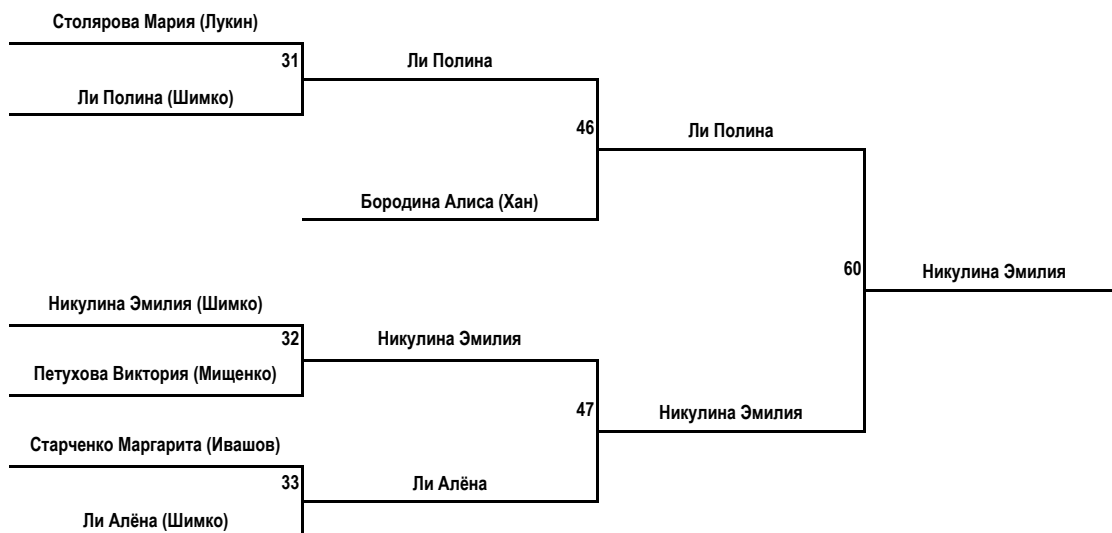 Столярова Мария (Лукин)
31
Ли Полина
Ли Полина (Шимко)
46
Ли Полина
Бородина Алиса (Хан)
60
Никулина Эмилия
Никулина Эмилия (Шимко)
32
Никулина Эмилия
Петухова Виктория (Мищенко)
47
Никулина Эмилия
Старченко Маргарита (Ивашов)
33
Ли Алёна
Ли Алёна (Шимко)